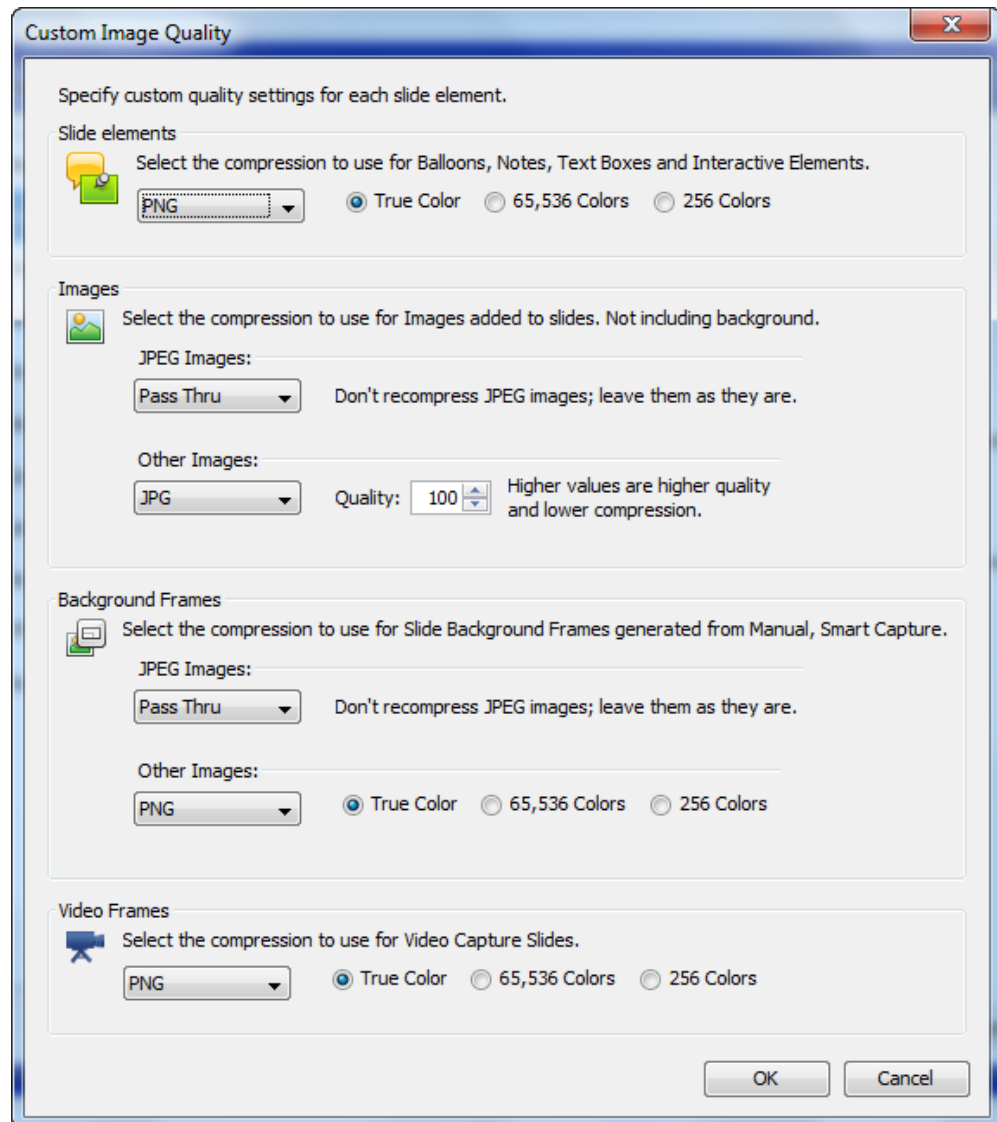 Custom Image Quality
Specify custom quality settings for each slide element.
Slide elements
Select the compression to use for Balloons, Notes, Text Boxes and Interactive Elements.
PNG True Color 65,536 Colors 256 Colors
Images
Select the compression to use for Images added to slides. Not including background.
JPEG Images:
Pass Thru Don't recompress JPEG images; leave them as they are.
Other Images:
JPG Quality: 100 Higher values are higher quality
and lower compression.
Background Frames
Select the compression to use for Slide Background Frames generated from Manual, Smart Capture.
JPEG Images:
Pass Thru Don't recompress JPEG images; leave them as they are.
Other Images:
PNG True Color 65,536 Colors 256 Colors
Video Frames
Select the compression to use for Video Capture Slides.
PNG True Color 65,536 Colors 256 Colors
OK Cancel